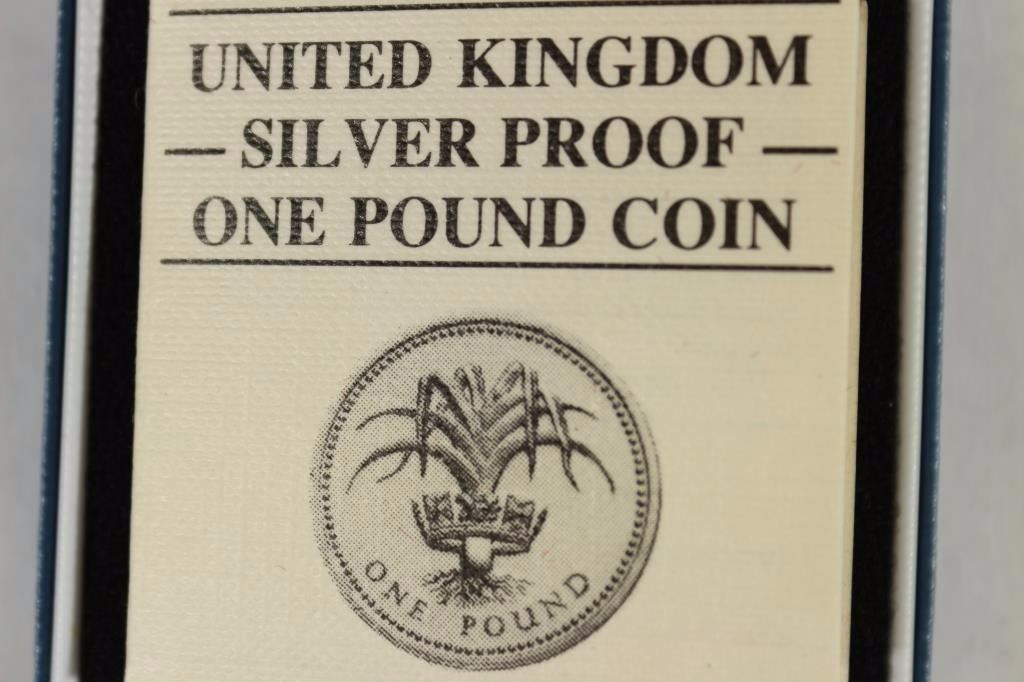 UNITED KINGDOM
— SILVER PROOF —
ONE POUND COIN
ONE POUND